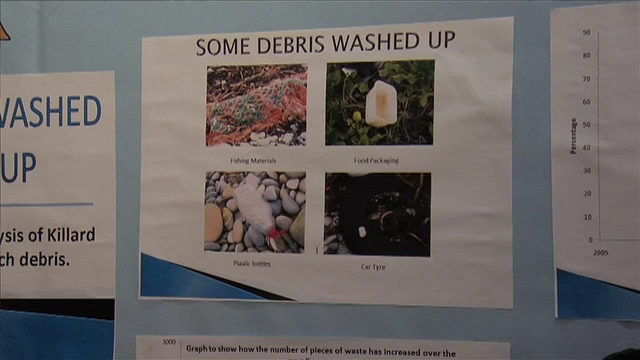 WASHED
UP
ysis of Killard
ch debris.
SOME DEBRIS WASHED UP
Fishing Materials
Food Packaging
Plastic bottles
Car Tyre
3000
Graph to show how the number of pieces of waste has increased over the
90
80
70
60
50
40
30
20
10
0
Percentage
2005